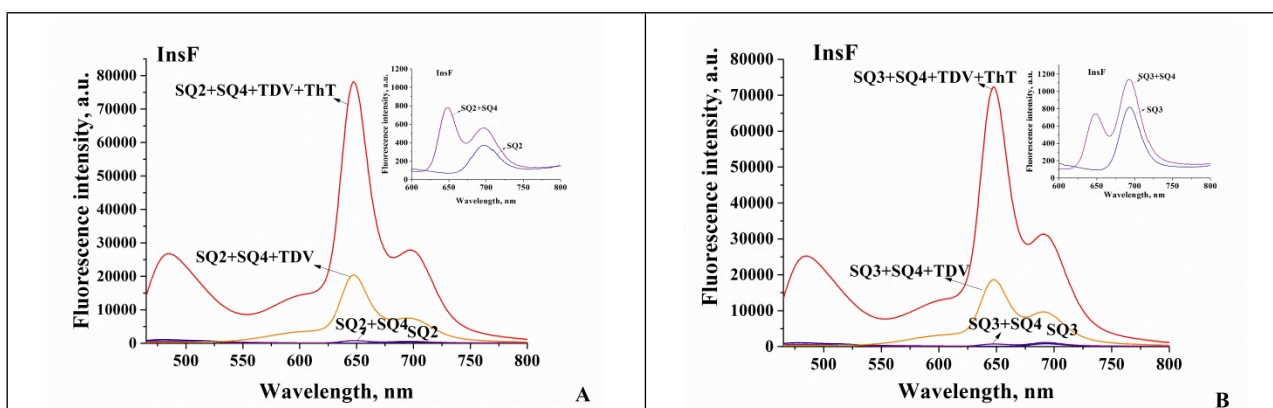 InsF
80000
70000
60000
50000
40000
30000
20000
10000
0
Fluorescence intensity, a.u.
SQ2+SQ4+TDV+ThT
SQ2+SQ4+TDV
SQ2+SQ4
SQ2
500 550 600 650 700 750 800
Wavelength, nm
A
InsF
1200
1000
800
600
400
200
0
Fluorescence intensity, a.u.
SQ2+SQ4
SQ2
600 650 700 750 800
Wavelength, nm
InsF
80000
70000
60000
50000
40000
30000
20000
10000
0
Fluorescence intensity, a.u.
SQ3+SQ4+TDV+ThT
SQ3+SQ4+TDV
SQ3+SQ4
SQ3
500 550 600 650 700 750 800
Wavelength, nm
B
InsF
1200
1000
800
600
400
200
0
Fluorescence intensity, a.u.
SQ3+SQ4
SQ3
600 650 700 750 800
Wavelength, nm